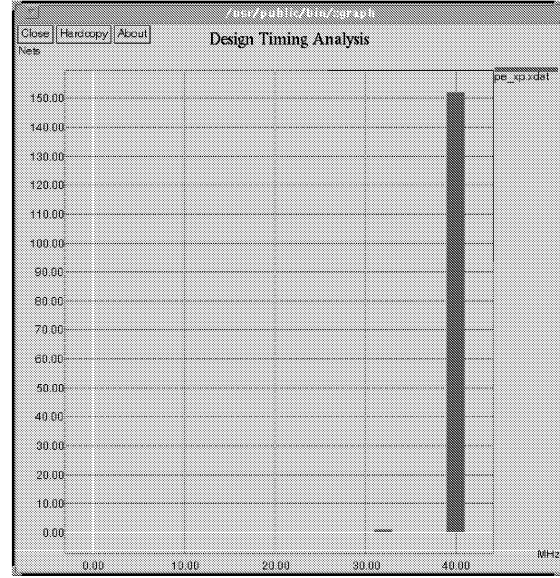 /usr/public/bin/xgraph
Close Hardcopy About
Design Timing Analysis
Nets
pe_xp.xdat
150.00
140.00
130.00
120.00
110.00
100.00
90.00
80.00
70.00
60.00
50.00
40.00
30.00
20.00
10.00
0.00
MHz
0.00 10.00 20.00 30.00 40.00